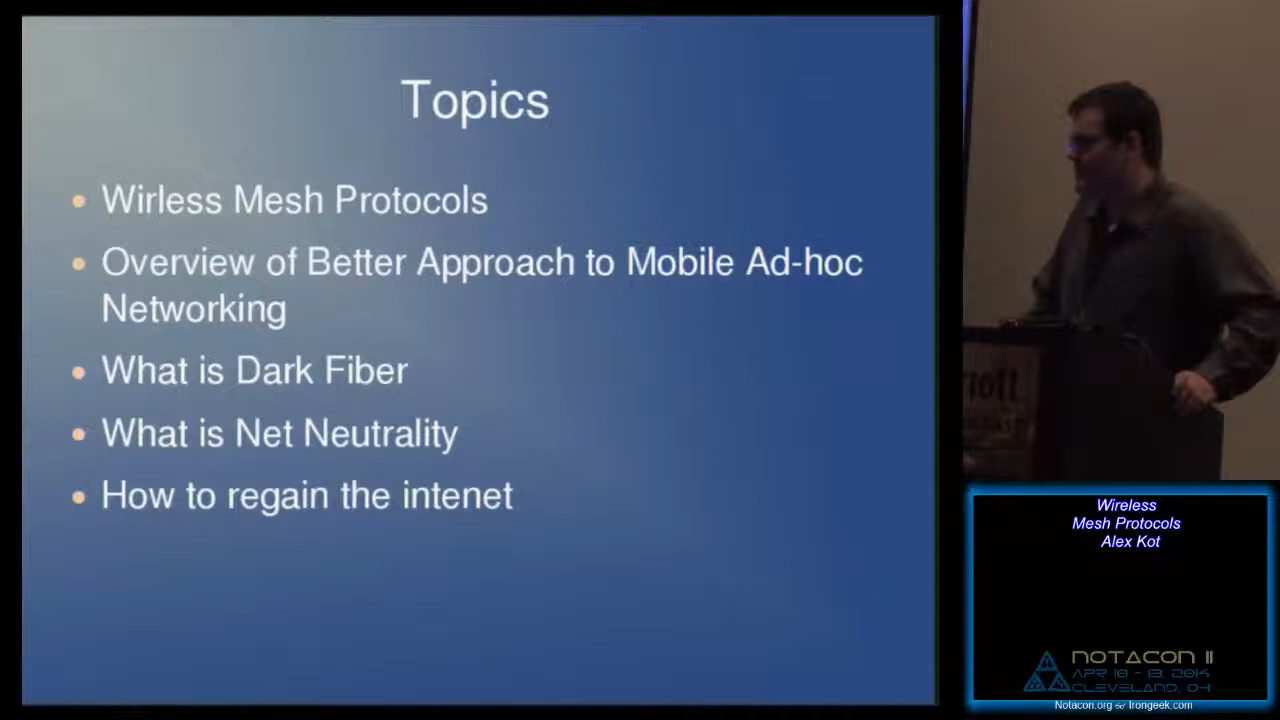 Topics
Wirless Mesh Protocols
Overview of Better Approach to Mobile Ad-hoc
Networking
What is Dark Fiber
What is Net Neutrality
How to regain the intenet
Wireless
Mesh Protocols
Alex Kot
NOTACON 11
APR 10 - 13, 2014
CLEVELAND, OH
Notacon.org Irongeek.com